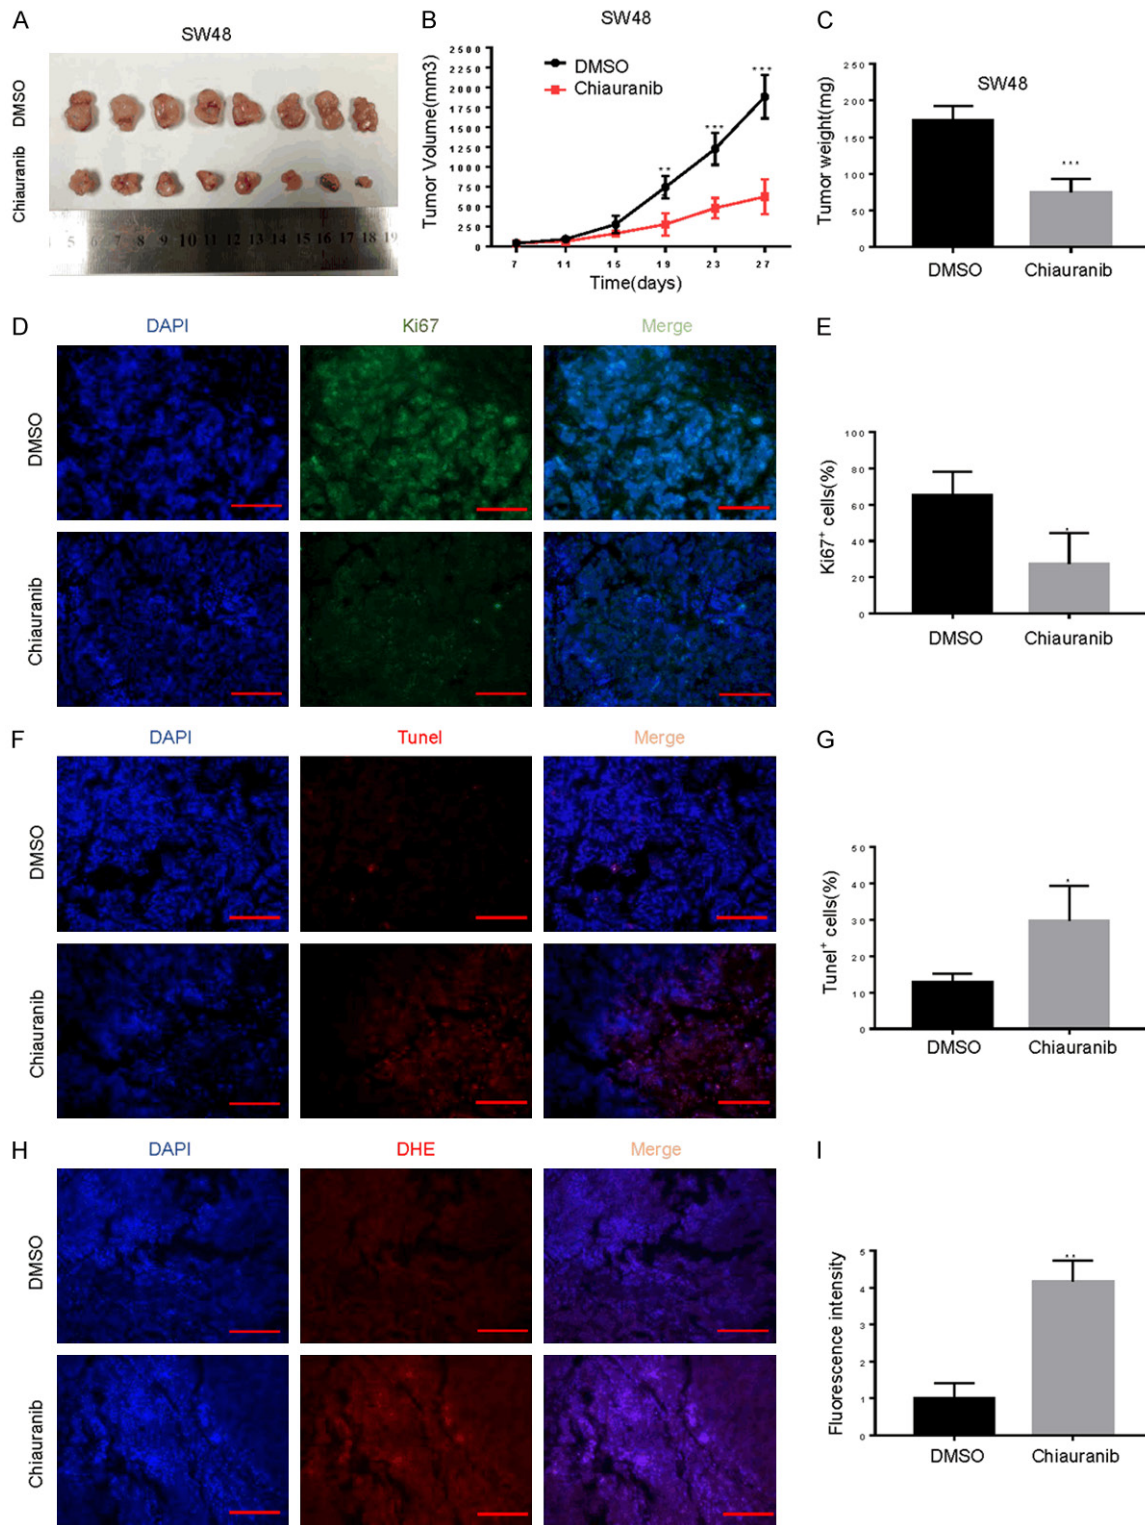 A
SW48
DMSO
Chiauranib
5 6 7 8 9 10 11 12 13 14 15 16 17 18 19
B
SW48
Tumor Volume(mm3)
2500
2250
2000
1750
1500
1250
1000
750
500
250
0
DMSO
Chiauranib
**
***
***
7 11 15 19 23 27
Time(days)
C
SW48
Tumor weight(mg)
250
200
150
100
50
0
***
DMSO Chiauranib
D
DAPI Ki67 Merge
DMSO
Chiauranib
E
Ki67+ cells(%)
100
80
60
40
20
0
*
DMSO Chiauranib
F
DAPI Tunel Merge
DMSO
Chiauranib
G
Tunel+ cells(%)
50
40
30
20
10
0
*
DMSO Chiauranib
H
DAPI DHE Merge
DMSO
Chiauranib
I
Fluorescence intensity
5
4
3
2
1
0
**
DMSO Chiauranib